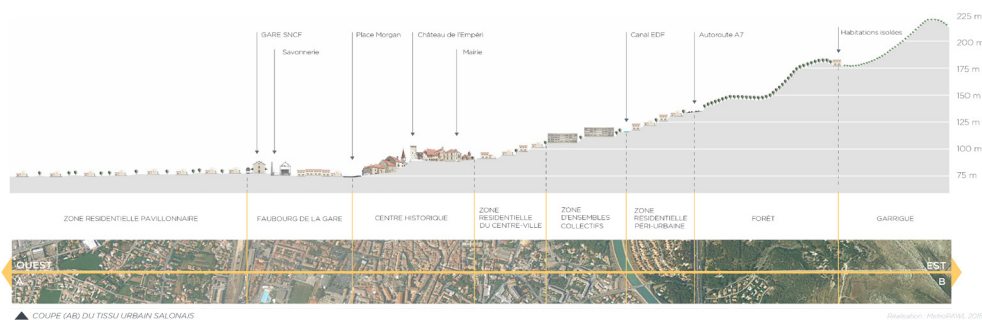 225 m
200 m
175 m
150 m
125 m
100 m
75 m
GARE SNCF
Savonnerie
Place Morgan
Château de l'Empéri
Mairie
Canal EDF
Autoroute A7
Habitations isolées
ZONE RESIDENTIELLE PAVILLONNAIRE
FAUBOURG DE LA GARE
CENTRE HISTORIQUE
ZONE
RESIDENTIELLE
DU CENTRE-VILLE
ZONE
D'ENSEMBLES
COLLECTIFS
ZONE
RESIDENTIELLE
PÉRI-URBAINE
FORÊT
GARRIGUE
OUEST
A
EST
B
COUPE (AB) DU TISSU URBAIN SALONAIS